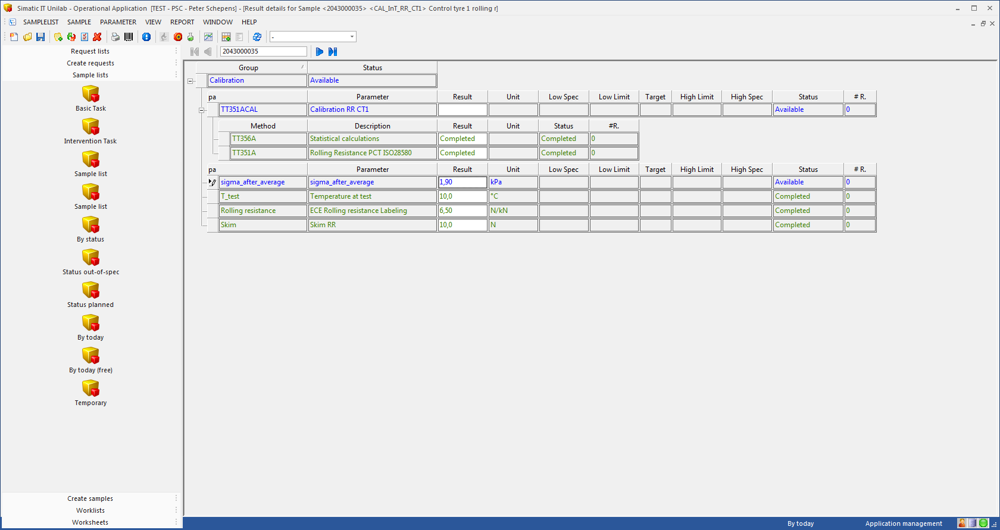 Simatic IT Unilab - Operational Application [TEST - PSC - Peter Schepens] - [Result details for Sample <2043000035> <CAL_InT_RR_CT1> Control tyre 1 rolling r]
SAMPLELIST SAMPLE PARAMETER VIEW REPORT WINDOW HELP
-
Request lists
Create requests
Sample lists
Basic Task
Intervention Task
Sample list
Sample list
By status
Status out-of-spec
Status planned
By today
By today (free)
Temporary
Create samples
Worklists
Worksheets
2043000035
Group Status
Calibration Available
pa Parameter Result Unit Low Spec Low Limit Target High Limit High Spec Status # R.
TT351ACAL Calibration RR CT1 Available 0
Method Description Result Unit Status #R.
TT356A Statistical calculations Completed Completed 0
TT351A Rolling Resistance PCT ISO28580 Completed Completed 0
pa Parameter Result Unit Low Spec Low Limit Target High Limit High Spec Status # R.
sigma_after_average sigma_after_average 1,90 kPa Available 0
T_test Temperature at test 10,0 °C Completed 0
Rolling resistance ECE Rolling resistance Labeling 6,50 N/kN Completed 0
Skim Skim RR 10,0 N Completed 0
By today Application management